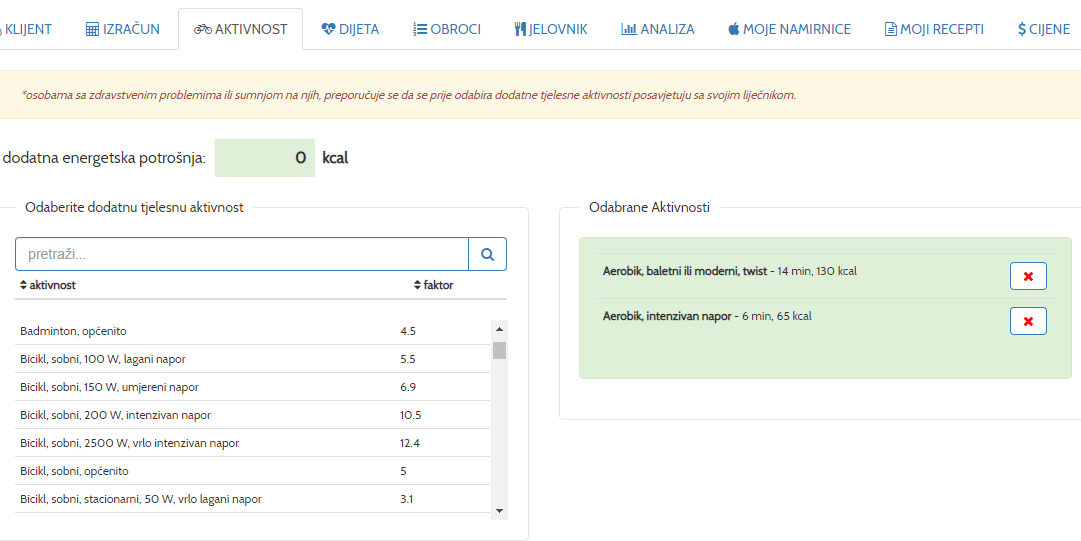 KLIJENT IZRAČUN AKTIVNOST DIJETA OBROCI JELOVNIK ANALIZA MOJE NAMIRNICE MOJI RECEPTI CIJENE
*osobama sa zdravstvenim problemima ili sumnjom na njih, preporučuje se da se prije odabira dodatne tjelesne aktivnosti posavjetuju sa svojim liječnikom.
dodatna energetska potrošnja: 0 kcal
Odaberite dodatnu tjelesnu aktivnost
pretraži...
aktivnost faktor
Badminton, općenito 4.5
Bicikl, sobni, 100 W, lagani napor 5.5
Bicikl, sobni, 150 W, umjereni napor 6.9
Bicikl, sobni, 200 W, intenzivan napor 10.5
Bicikl, sobni, 2500 W, vrlo intenzivan napor 12.4
Bicikl, sobni, općenito 5
Bicikl, sobni, stacionarni, 50 W, vrlo lagani napor 3.1
Odabrane Aktivnosti
Aerobik, baletni ili moderni, twist - 14 min, 130 kcal
Aerobik, intenzivan napor - 6 min, 65 kcal